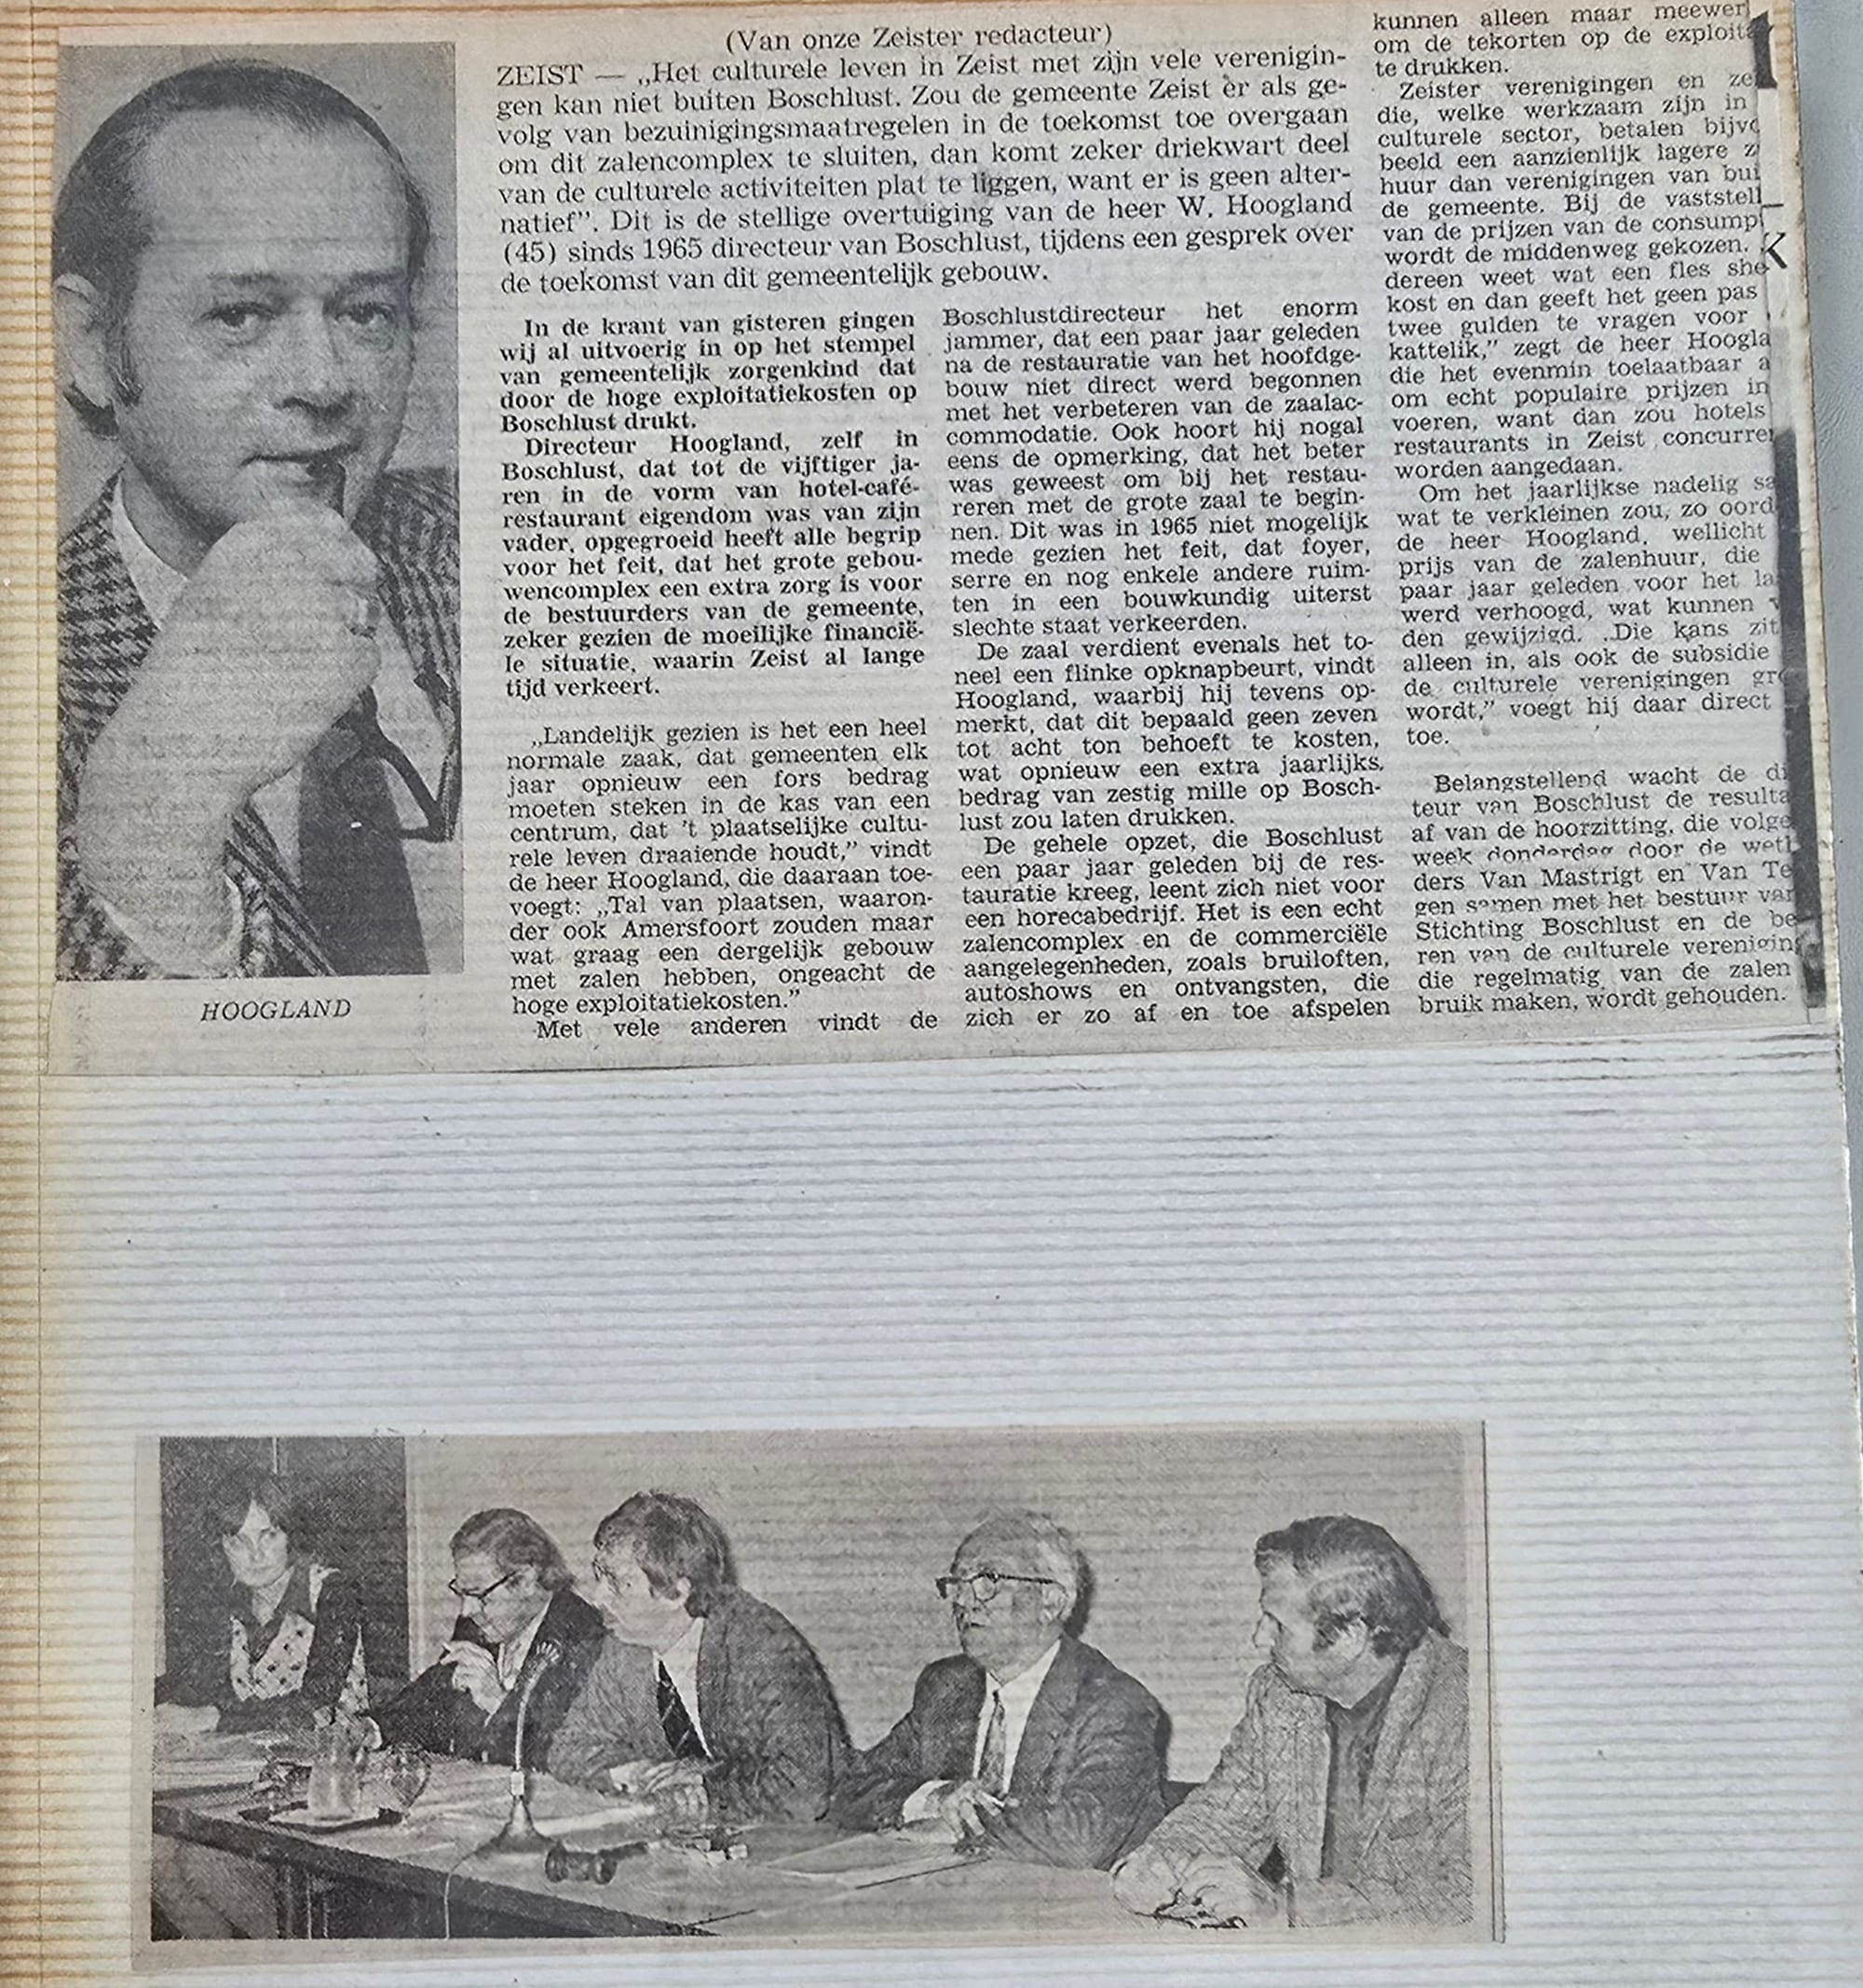 (Van onze Zeister redacteur)
ZEIST — „Het culturele leven in Zeist met zijn vele verenigin-
gen kan niet buiten Boschlust. Zou de gemeente Zeist èr als ge-
volg van bezuinigingsmaatregelen in de toekomst toe overgaan
om dit zalencomplex te sluiten, dan komt zeker driekwart deel
van de culturele activiteiten plat te liggen, want er is geen alter-
natief”. Dit is de stellige overtuiging van de heer W. Hoogland
(45) sinds 1965 directeur van Boschlust, tijdens een gesprek over
de toekomst van dit gemeentelijk gebouw.
In de krant van gisteren gingen
wij al uitvoerig in op het stempel
van gemeentelijk zorgenkind dat
door de hoge exploitatiekosten op
Boschlust drukt.
Directeur Hoogland, zelf in
Boschlust, dat tot de vijftiger ja-
ren in de vorm van hotel-café-
restaurant eigendom was van zijn
vader, opgegroeid heeft alle begrip
voor het feit, dat het grote gebou-
wencomplex een extra zorg is voor
de bestuurders van de gemeente,
zeker gezien de moeilijke financië-
le situatie, waarin Zeist al lange
tijd verkeert.
„Landelijk gezien is het een heel
normale zaak, dat gemeenten elk
jaar opnieuw een fors bedrag
moeten steken in de kas van een
centrum, dat 't plaatselijke cultu-
rele leven draaiende houdt,” vindt
de heer Hoogland, die daaraan toe-
voegt: „Tal van plaatsen, waaron-
der ook Amersfoort zouden maar
wat graag een dergelijk gebouw
met zalen hebben, ongeacht de
hoge exploitatiekosten.”
Met vele anderen vindt de
Boschlustdirecteur het enorm
jammer, dat een paar jaar geleden
na de restauratie van het hoofdge-
bouw niet direct werd begonnen
met het verbeteren van de zaalac-
commodatie. Ook hoort hij nogal
eens de opmerking, dat het beter
was geweest om bij het restau-
reren met de grote zaal te begin-
nen. Dit was in 1965 niet mogelijk
mede gezien het feit, dat foyer,
serre en nog enkele andere ruim-
ten in een bouwkundig uiterst
slechte staat verkeerden.
De zaal verdient evenals het to-
neel een flinke opknapbeurt, vindt
Hoogland, waarbij hij tevens op-
merkt, dat dit bepaald geen zeven
tot acht ton behoeft te kosten,
wat opnieuw een extra jaarlijks,
bedrag van zestig mille op Bosch-
lust zou laten drukken.
De gehele opzet, die Boschlust
een paar jaar geleden bij de res-
tauratie kreeg, leent zich niet voor
een horecabedrijf. Het is een echt
zalencomplex en de commerciële
aangelegenheden, zoals bruiloften,
autoshows en ontvangsten, die
zich er zo af en toe afspelen
kunnen alleen maar meewer
om de tekorten op de exploita
te drukken.
Zeister verenigingen en ze
die, welke werkzaam zijn in
culturele sector, betalen bijvo
beeld een aanzienlijk lagere z
huur dan verenigingen van bui
de gemeente. Bij de vaststell
van de prijzen van de consump
wordt de middenweg gekozen.
dereen weet wat een fles she
kost en dan geeft het geen pas
twee gulden te vragen voor
kattelik,” zegt de heer Hoogla
die het evenmin toelaatbaar a
om echt populaire prijzen in
voeren, want dan zou hotels
restaurants in Zeist concurre
worden aangedaan.
Om het jaarlijkse nadelig sa
wat te verkleinen zou, zo oord
de heer Hoogland, wellicht
prijs van de zalenhuur, die
paar jaar geleden voor het la
werd verhoogd, wat kunnen
den gewijzigd. „Die kans zit
alleen in, als ook de subsidie
de culturele verenigingen gro
wordt,” voegt hij daar direct
toe.
Belangstellend wacht de di
teur van Boschlust de resulta
af van de hoorzitting, die volge
week donderdag door de weth
ders Van Mastrigt en Van Te
gen samen met het bestuur van
Stichting Boschlust en de be
ren van de culturele verenigin
die regelmatig van de zalen
bruik maken, wordt gehouden.
HOOGLAND